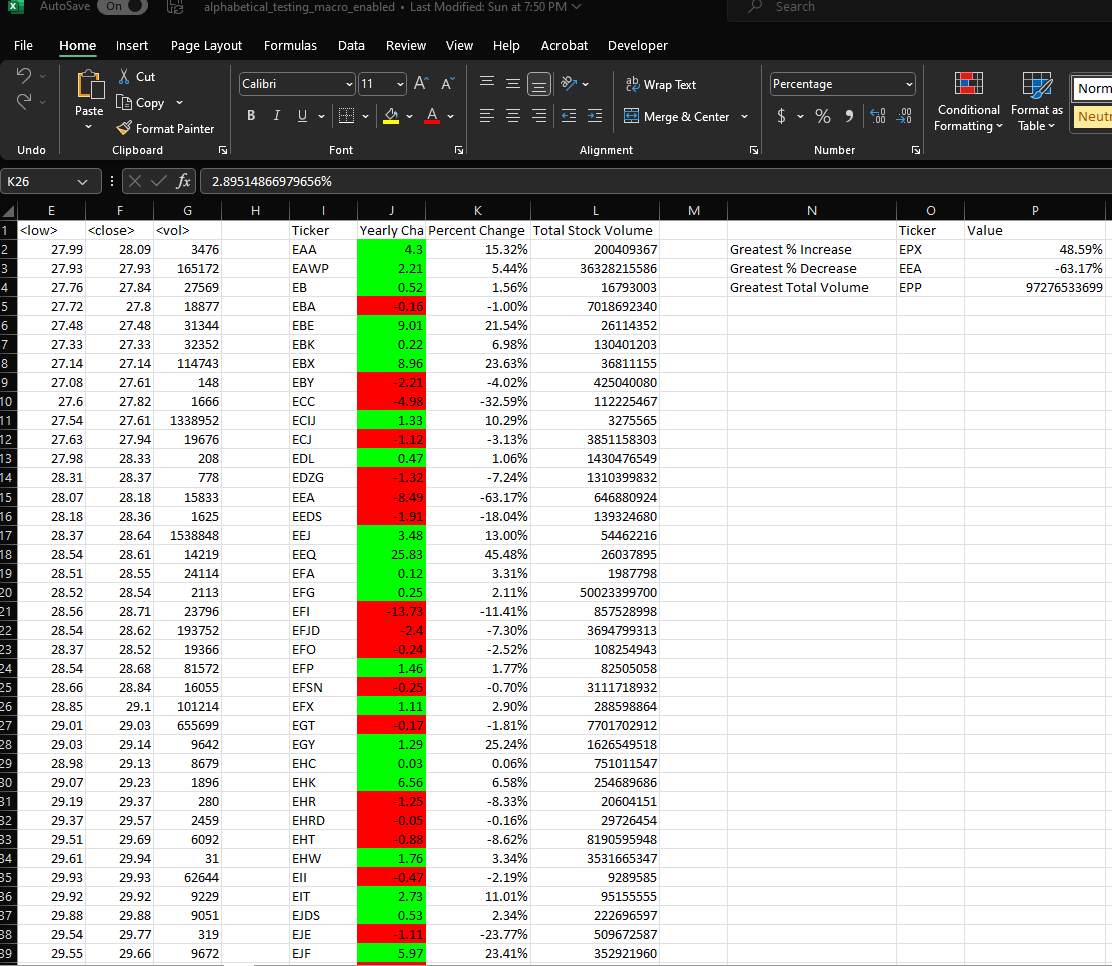 AutoSave On alphabetical_testing_macro_enabled • Last Modified: Sun at 7:50 PM Search
File Home Insert Page Layout Formulas Data Review View Help Acrobat Developer
Paste Cut Copy Format Painter Calibri 11 A A B I U A ab Wrap Text Merge & Center Percentage $ % 9 .00 Conditional Formatting Format as Table Norm Neutr
Undo Clipboard Font Alignment Number
K26 fx 2.89514866979656%
E F G H I J K L M N O P
1 <low> <close> <vol> Ticker Yearly Cha Percent Change Total Stock Volume Ticker Value
2 27.99 28.09 3476 EAA 4.3 15.32% 200409367 Greatest % Increase EPX 48.59%
3 27.93 27.93 165172 EAWP 2.21 5.44% 36328215586 Greatest % Decrease EEA -63.17%
4 27.76 27.84 27569 EB 0.52 1.56% 16793003 Greatest Total Volume EPP 97276533699
5 27.72 27.8 18877 EBA -0.16 -1.00% 7018692340
6 27.48 27.48 31344 EBE 9.01 21.54% 26114352
7 27.33 27.33 32352 EBK 0.22 6.98% 130401203
8 27.14 27.14 114743 EBX 8.96 23.63% 36811155
9 27.08 27.61 148 EBY -2.21 -4.02% 425040080
10 27.6 27.82 1666 ECC -4.98 -32.59% 112225467
11 27.54 27.61 1338952 ECIJ 1.33 10.29% 3275565
12 27.63 27.94 19676 ECJ -1.12 -3.13% 3851158303
13 27.98 28.33 208 EDL 0.47 1.06% 1430476549
14 28.31 28.37 778 EDZG -1.32 -7.24% 1310399832
15 28.07 28.18 15833 EEA -8.49 -63.17% 646880924
16 28.18 28.36 1625 EEDS -1.91 -18.04% 139324680
17 28.37 28.64 1538848 EEJ 3.48 13.00% 54462216
18 28.54 28.61 14219 EEQ 25.83 45.48% 26037895
19 28.51 28.55 24114 EFA 0.12 3.31% 1987798
20 28.52 28.54 2113 EFG 0.25 2.11% 50023399700
21 28.56 28.71 23796 EFI -13.73 -11.41% 857528998
22 28.54 28.62 193752 EFJD -2.4 -7.30% 3694799313
23 28.37 28.52 19366 EFO -0.24 -2.52% 108254943
24 28.54 28.68 81572 EFP 1.46 1.77% 82505058
25 28.66 28.84 16055 EFSN -0.25 -0.70% 3111718932
26 28.85 29.1 101214 EFX 1.11 2.90% 288598864
27 29.01 29.03 655699 EGT -0.17 -1.81% 7701702912
28 29.03 29.14 9642 EGY 1.29 25.24% 1626549518
29 28.98 29.13 8679 EHC 0.03 0.06% 751011547
30 29.07 29.23 1896 EHK 6.56 6.58% 254689686
31 29.19 29.37 280 EHR -1.25 -8.33% 20604151
32 29.37 29.57 2459 EHRD -0.05 -0.16% 29726454
33 29.51 29.69 6092 EHT -0.88 -8.62% 8190595948
34 29.61 29.94 31 EHW 1.76 3.34% 3531665347
35 29.93 29.93 62644 EII -0.47 -2.19% 9289585
36 29.92 29.92 9229 EIT 2.73 11.01% 95155555
37 29.88 29.88 9051 EJDS 0.53 2.34% 222696597
38 29.54 29.77 319 EJE -1.11 -23.77% 509672587
39 29.55 29.66 9672 EJF 5.97 23.41% 352921960